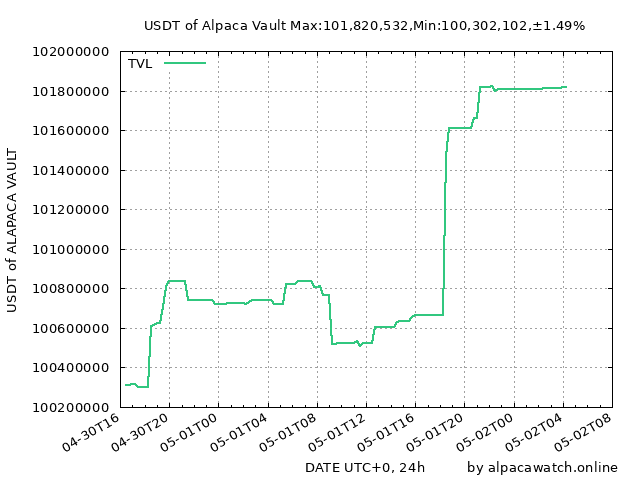 USDT of Alpaca Vault Max:101,820,532,Min:100,302,102,±1.49%
TVL
102000000
101800000
101600000
101400000
101200000
101000000
100800000
100600000
100400000
100200000
USDT of ALAPACA VAULT
04-30T16
04-30T20
05-01T00
05-01T04
05-01T08
05-01T12
05-01T16
05-01T20
05-02T00
05-02T04
05-02T08
DATE UTC+0, 24h
by alpacawatch.online